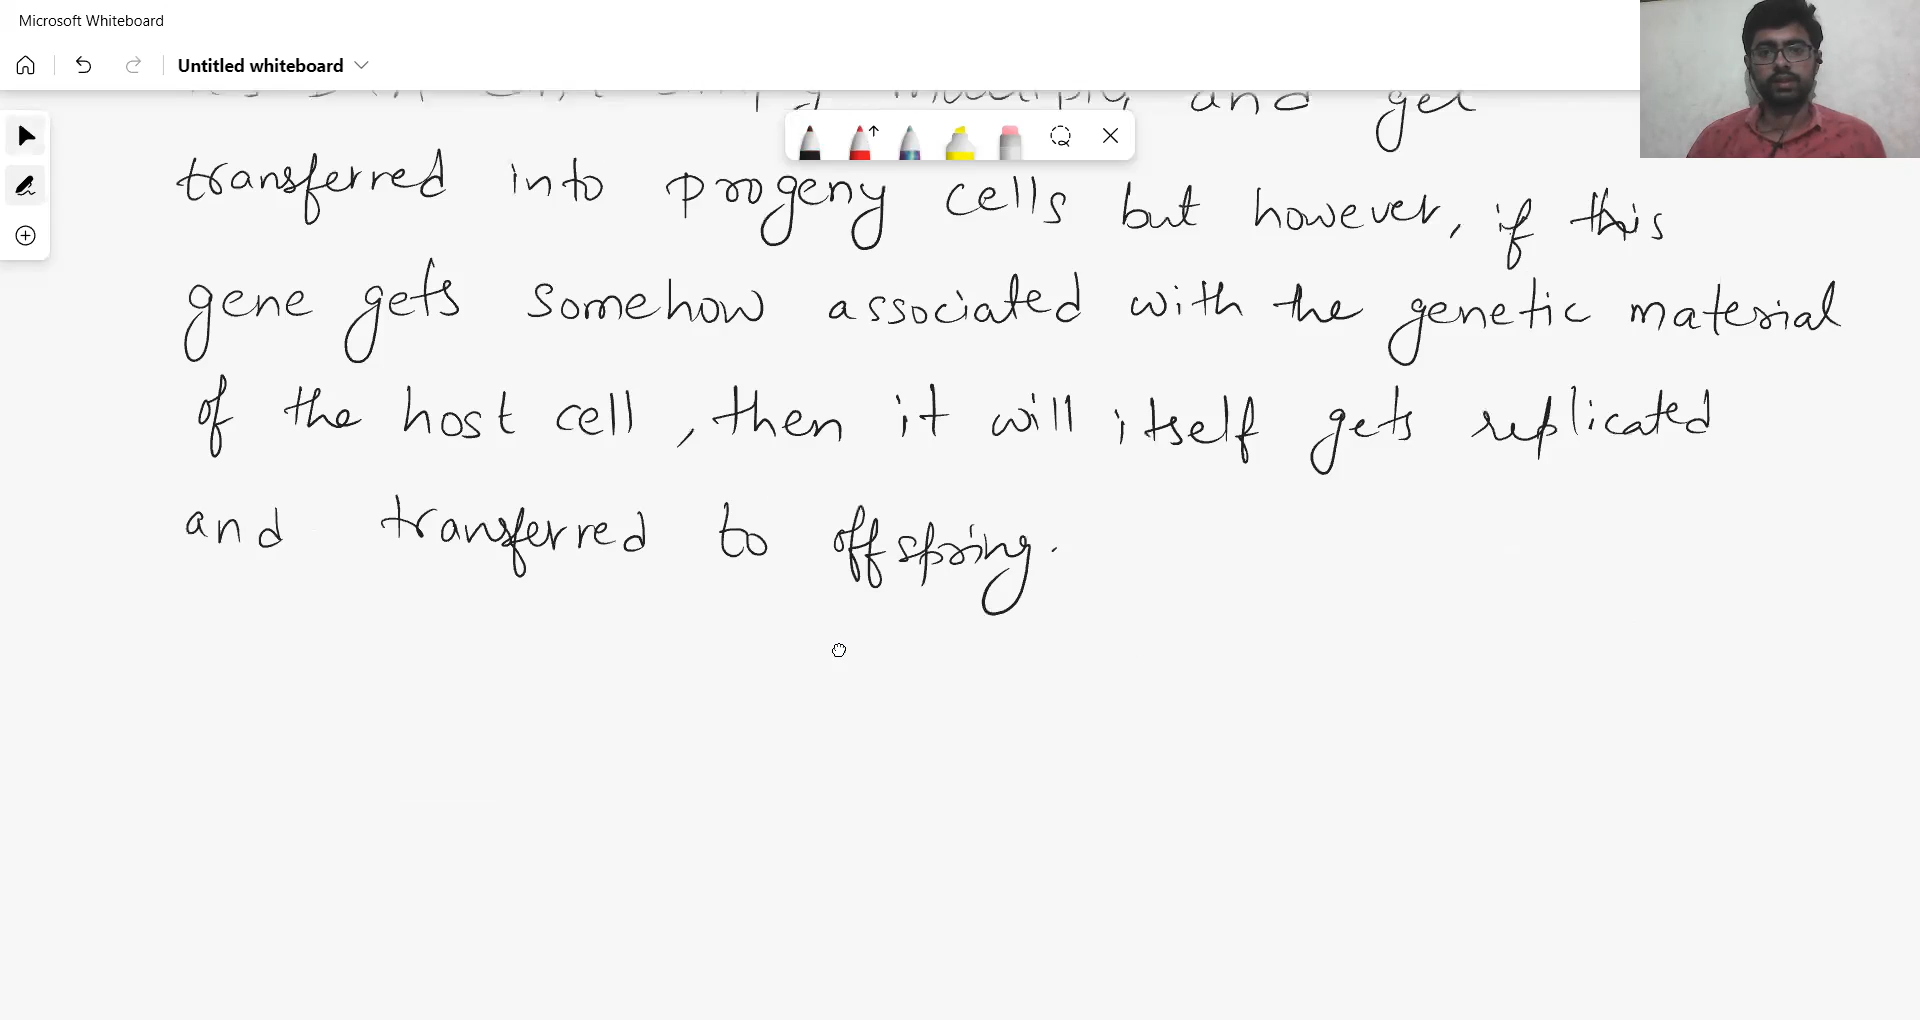 Microsoft Whiteboard
Untitled whiteboard
multiply and get
transferred into progeny cells but however, if this
gene gets somehow associated with the genetic material
of the host cell, then it will itself gets replicated
and transferred to offspring.